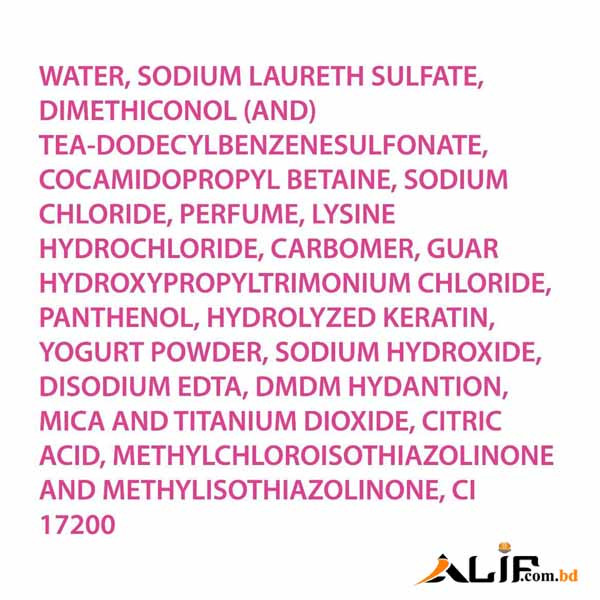 WATER, SODIUM LAURETH SULFATE,
DIMETHICONOL (AND)
TEA-DODECYLBENZENESULFONATE,
COCAMIDOPROPYL BETAINE, SODIUM
CHLORIDE, PERFUME, LYSINE
HYDROCHLORIDE, CARBOMER, GUAR
HYDROXYPROPYLTRIMONIUM CHLORIDE,
PANTHENOL, HYDROLYZED KERATIN,
YOGURT POWDER, SODIUM HYDROXIDE,
DISODIUM EDTA, DMDM HYDANTION,
MICA AND TITANIUM DIOXIDE, CITRIC
ACID, METHYLCHLOROISOTHIAZOLINONE
AND METHYLISOTHIAZOLINONE, CI
17200
ALIF.com.bd